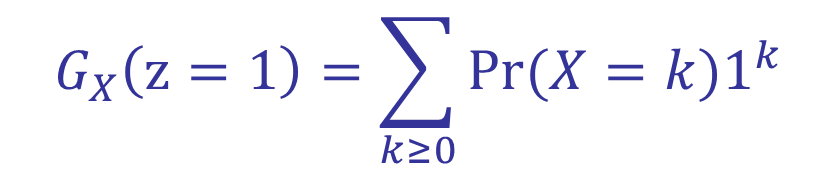 G_X(z = 1) = ∑_{k≥0} Pr(X = k)1^k